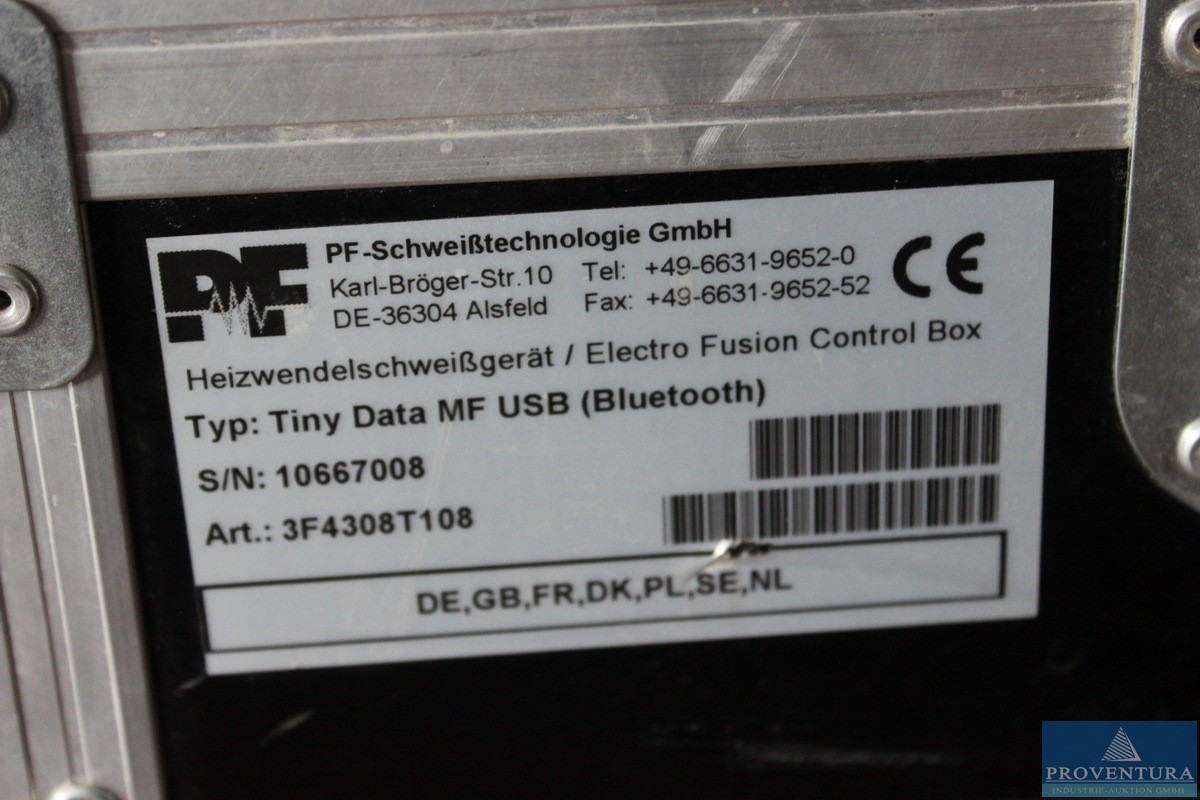 PF
PF-Schweißtechnologie GmbH
Karl-Bröger-Str.10 Tel: +49-6631-9652-0
DE-36304 Alsfeld Fax: +49-6631-9652-52
CE
Heizwendelschweißgerät / Electro Fusion Control Box
Typ: Tiny Data MF USB (Bluetooth)
S/N: 10667008
Art.: 3F4308T108
DE,GB,FR,DK,PL,SE,NL
PROVENTURA
INDUSTRIE-AUKTION GMBH